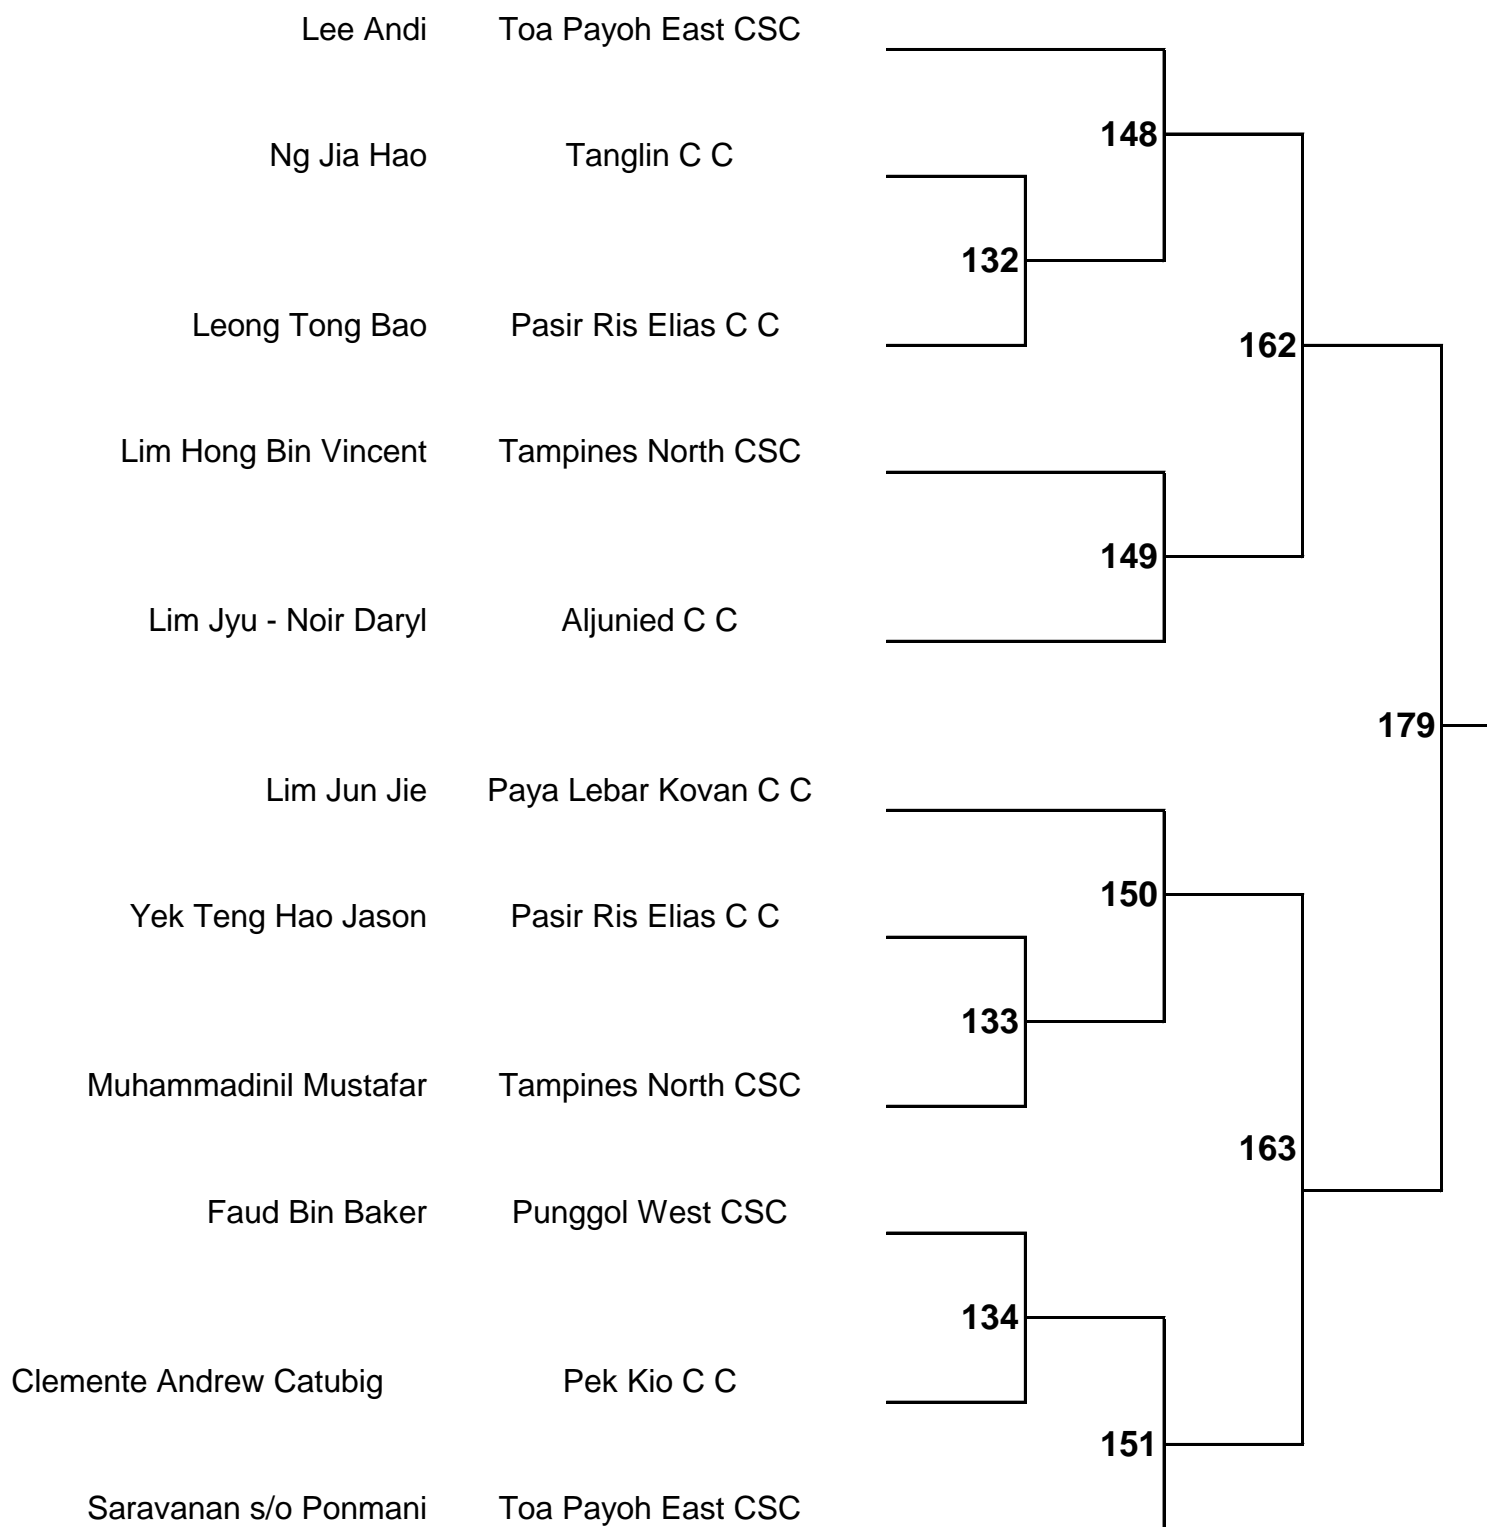 Lee Andi Toa Payoh East CSC
148
Ng Jia Hao Tanglin C C
132
Leong Tong Bao Pasir Ris Elias C C
162
Lim Hong Bin Vincent Tampines North CSC
149
Lim Jyu - Noir Daryl Aljunied C C
179
Lim Jun Jie Paya Lebar Kovan C C
150
Yek Teng Hao Jason Pasir Ris Elias C C
133
Muhammadinil Mustafar Tampines North CSC
163
Faud Bin Baker Punggol West CSC
134
Clemente Andrew Catubig Pek Kio C C
151
Saravanan s/o Ponmani Toa Payoh East CSC